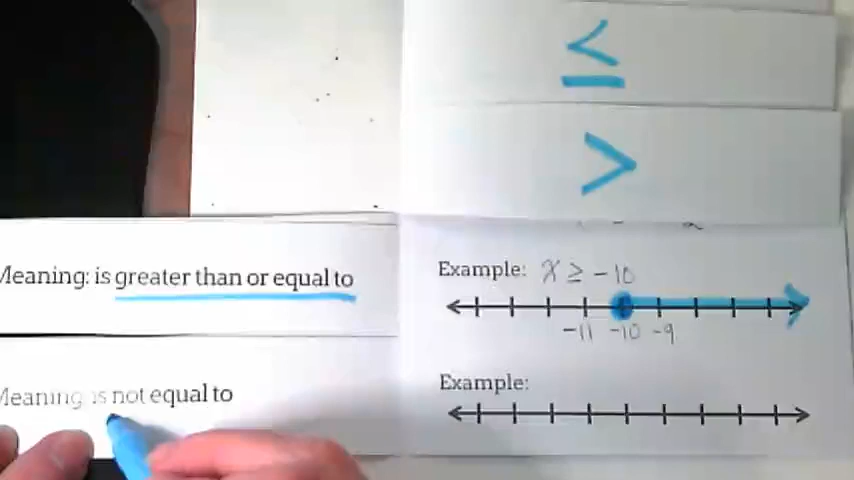 ≤
>
Meaning: is greater than or equal to
Example: x ≥ -10
-11 -10 -9
Meaning: is not equal to
Example: